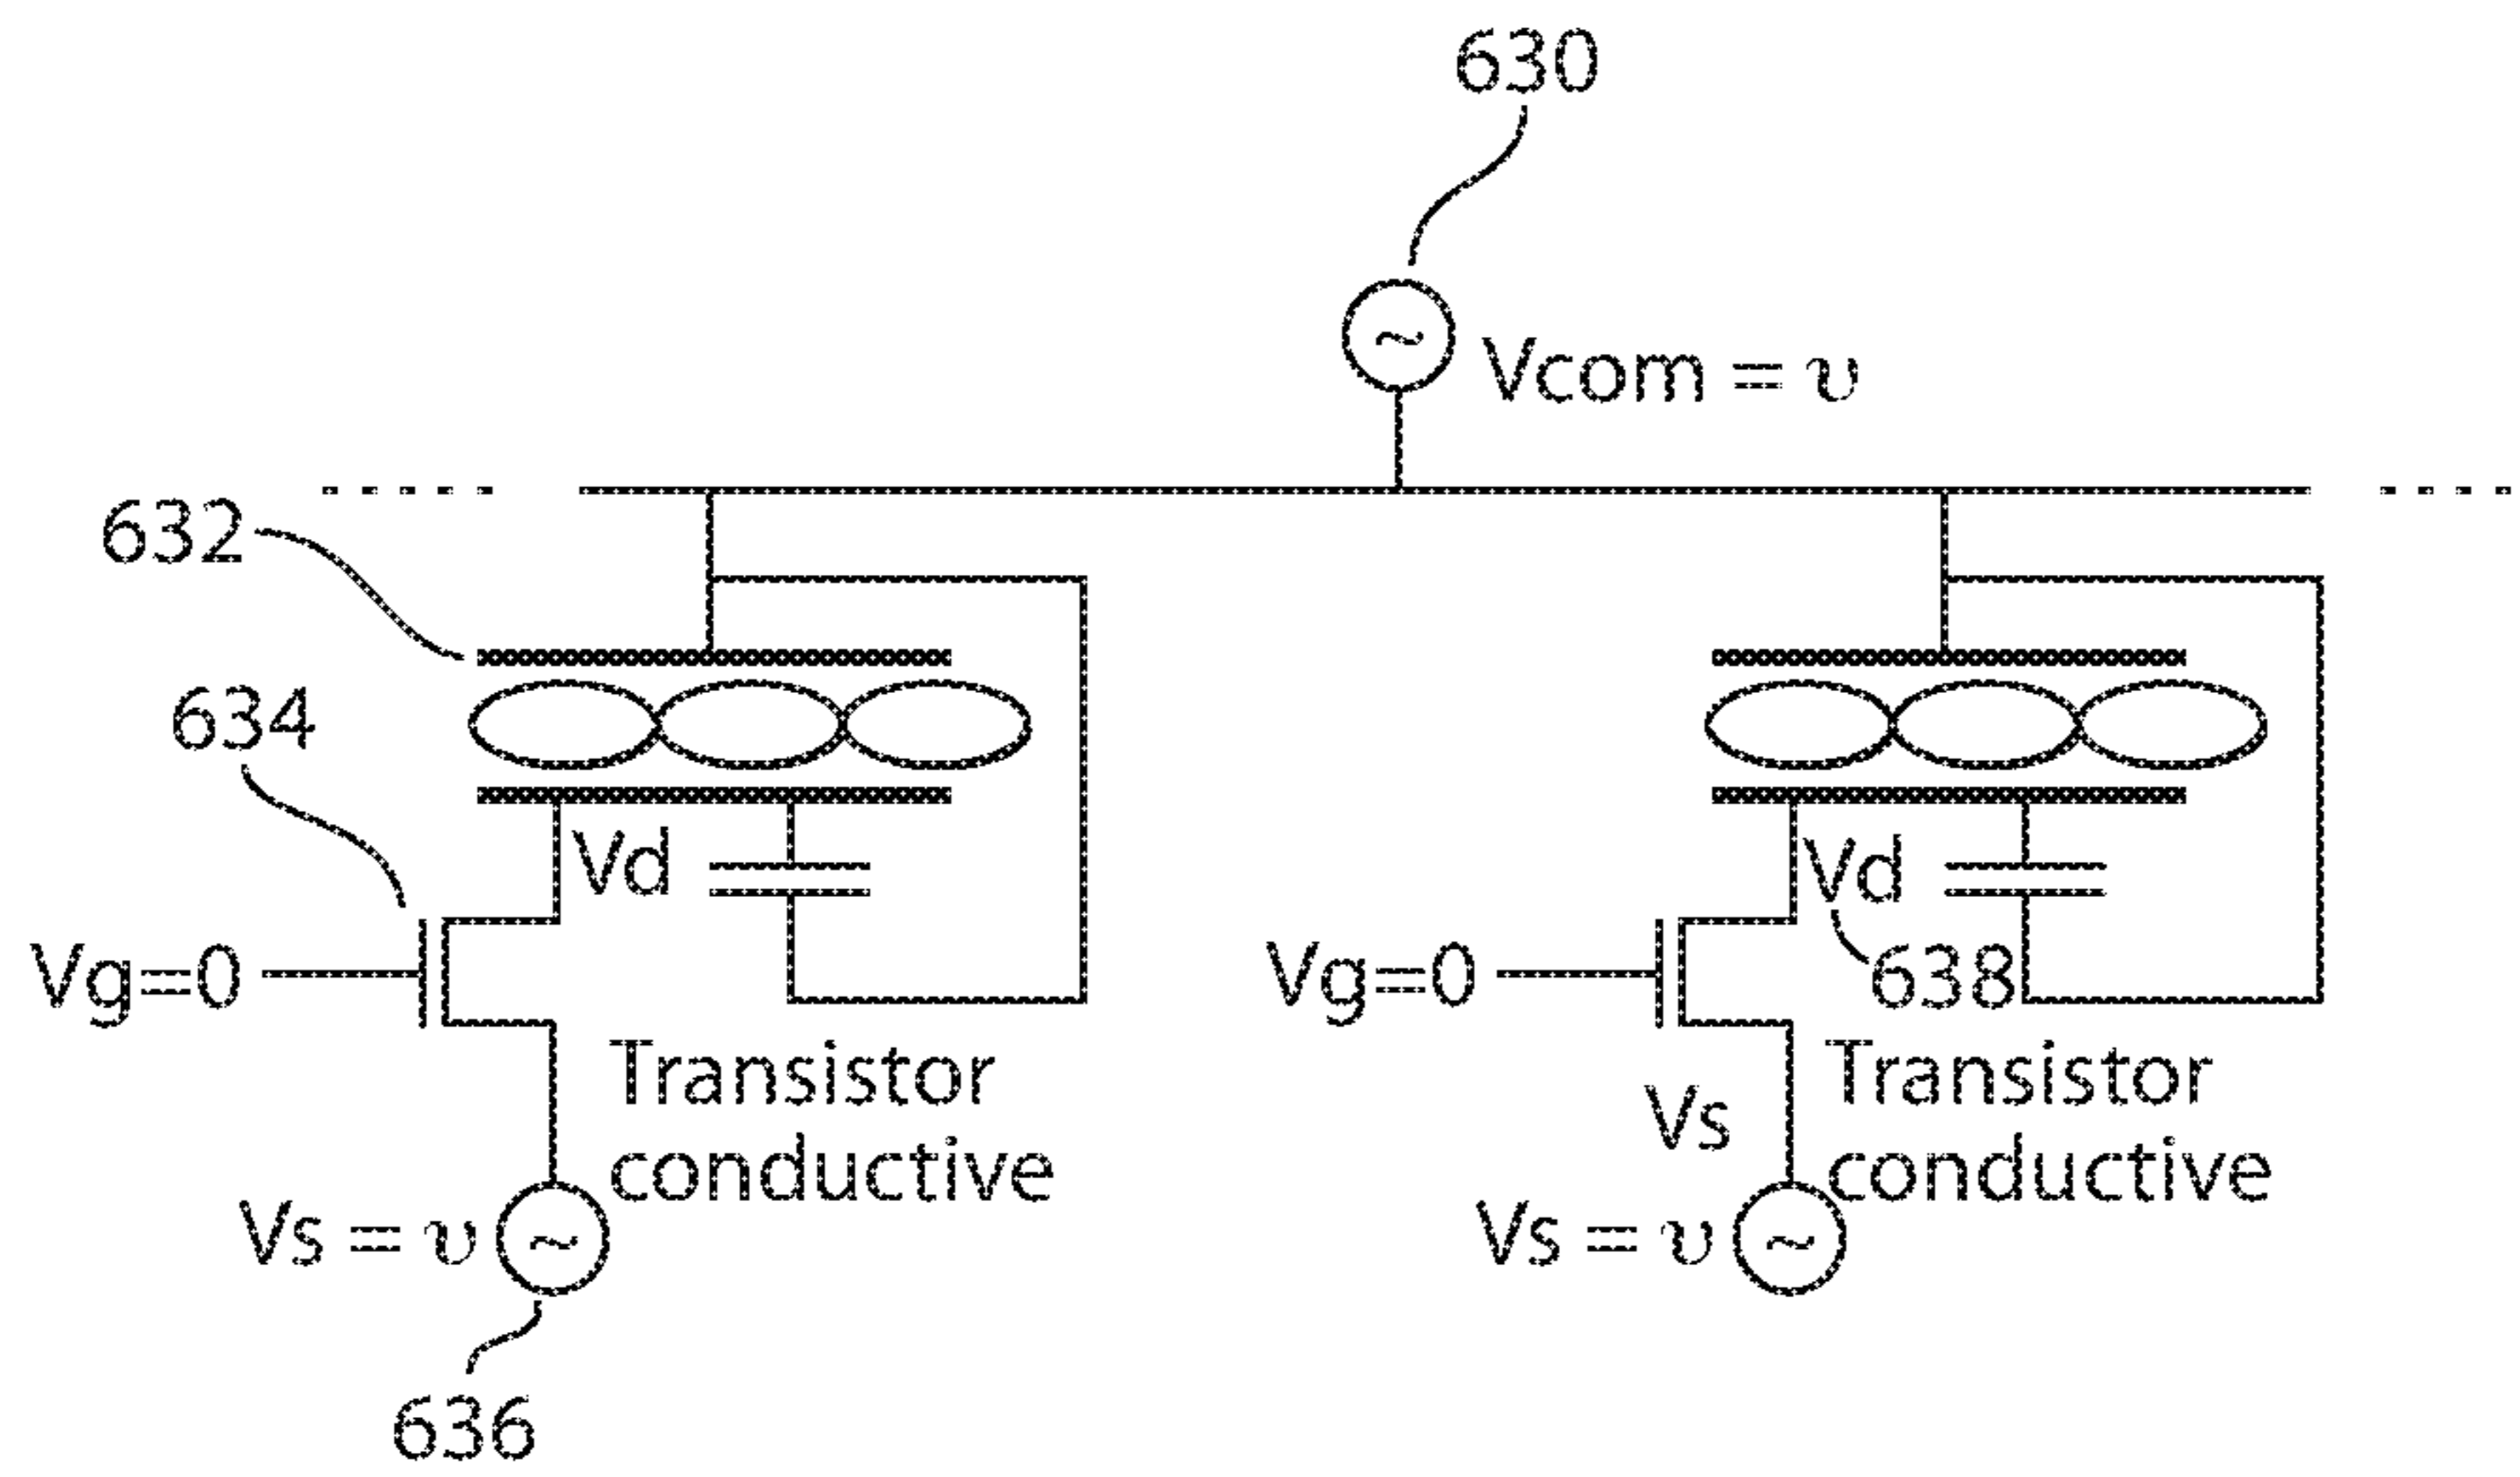 630
Vcom = υ
632
634
Vd
Vd
Vg=0
Vg=0
638
Transistor
conductive
Vs
Transistor
conductive
Vs = υ
~
Vs = υ
~
636